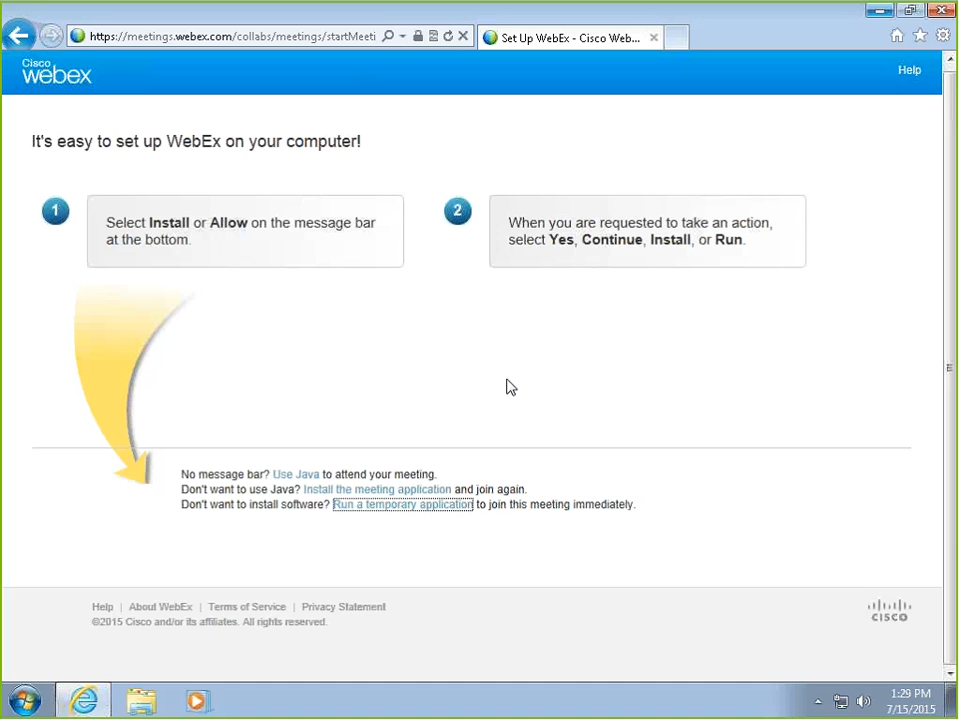 https://meetings.webex.com/collabs/meetings/startMeeti
Set Up WebEx - Cisco Web...
Cisco
webex
Help
It's easy to set up WebEx on your computer!
1
Select Install or Allow on the message bar
at the bottom.
2
When you are requested to take an action,
select Yes, Continue, Install, or Run.
No message bar? Use Java to attend your meeting.
Don't want to use Java? Install the meeting application and join again.
Don't want to install software? Run a temporary application to join this meeting immediately.
Help | About WebEx | Terms of Service | Privacy Statement
©2015 Cisco and/or its affiliates. All rights reserved.
CISCO
1:29 PM
7/15/2015